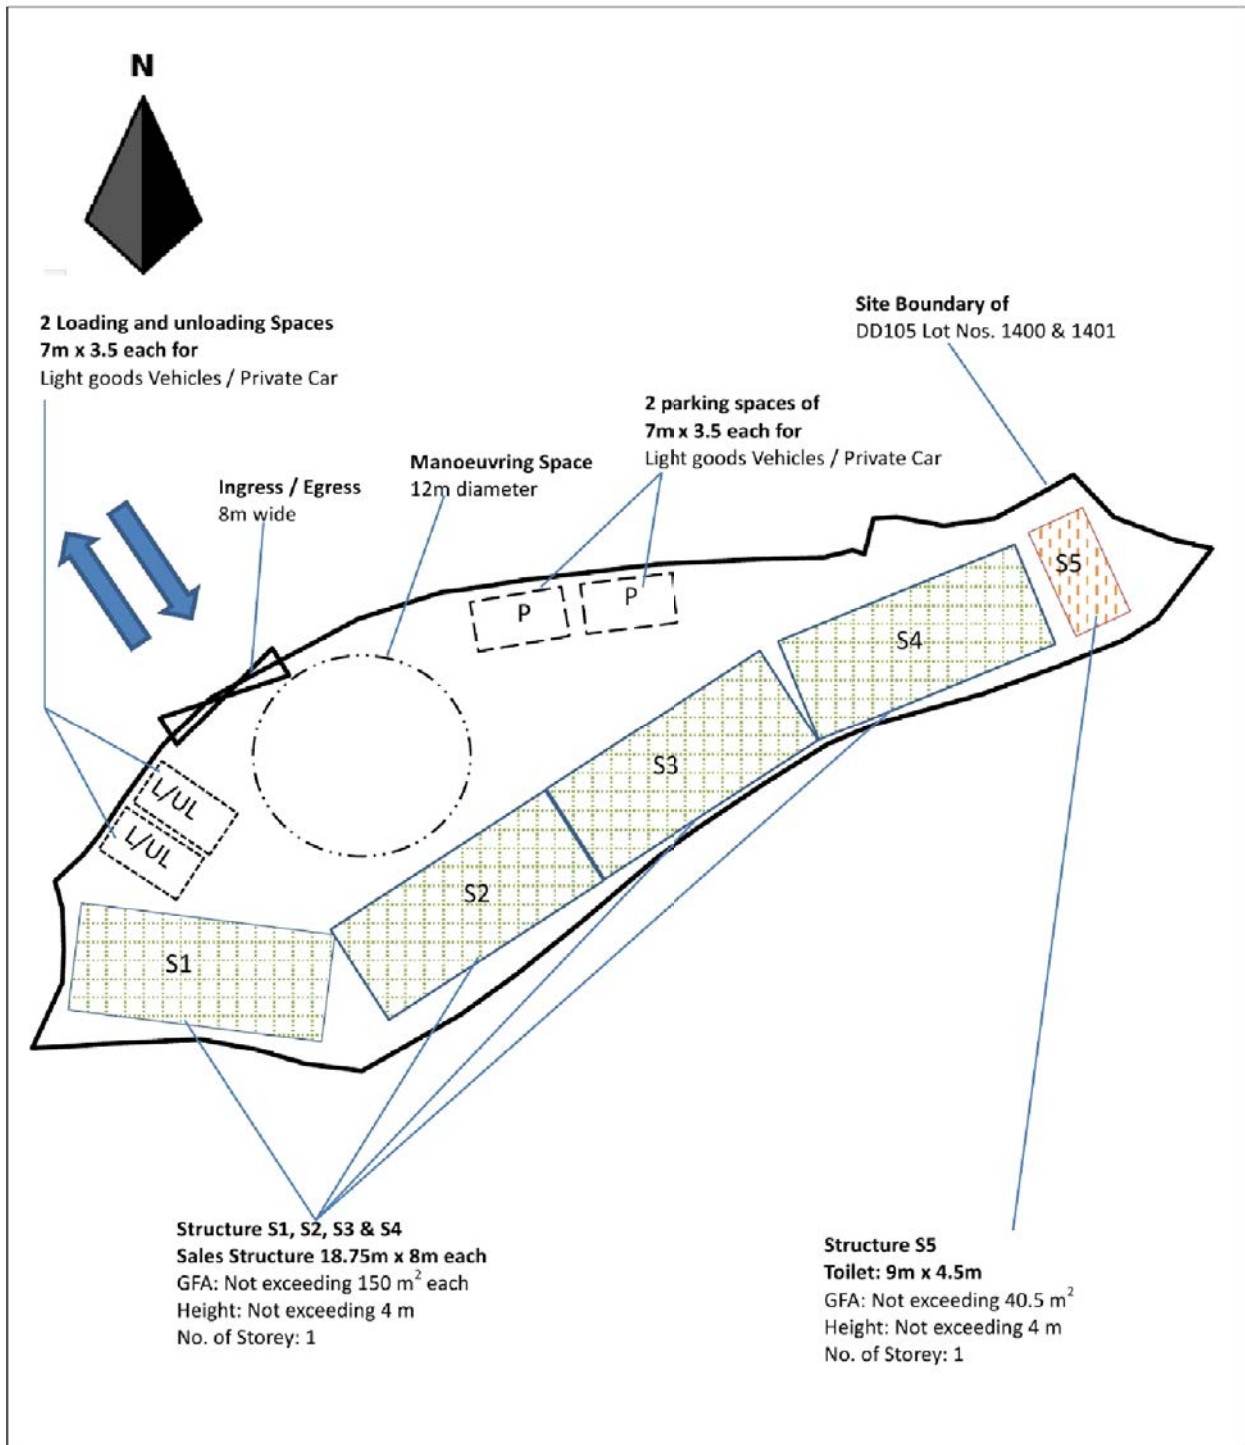 N
Site Boundary of
DD105 Lot Nos. 1400 & 1401
2 Loading and unloading Spaces
7m x 3.5 each for
Light goods Vehicles / Private Car
2 parking spaces of
7m x 3.5 each for
Light goods Vehicles / Private Car
Manoeuvring Space
12m diameter
Ingress / Egress
8m wide
S5
P
P
S4
S3
L/UL
L/UL
S2
S1
Structure S1, S2, S3 & S4
Sales Structure 18.75m x 8m each
GFA: Not exceeding 150 m² each
Height: Not exceeding 4 m
No. of Storey: 1
Structure S5
Toilet: 9m x 4.5m
GFA: Not exceeding 40.5 m²
Height: Not exceeding 4 m
No. of Storey: 1